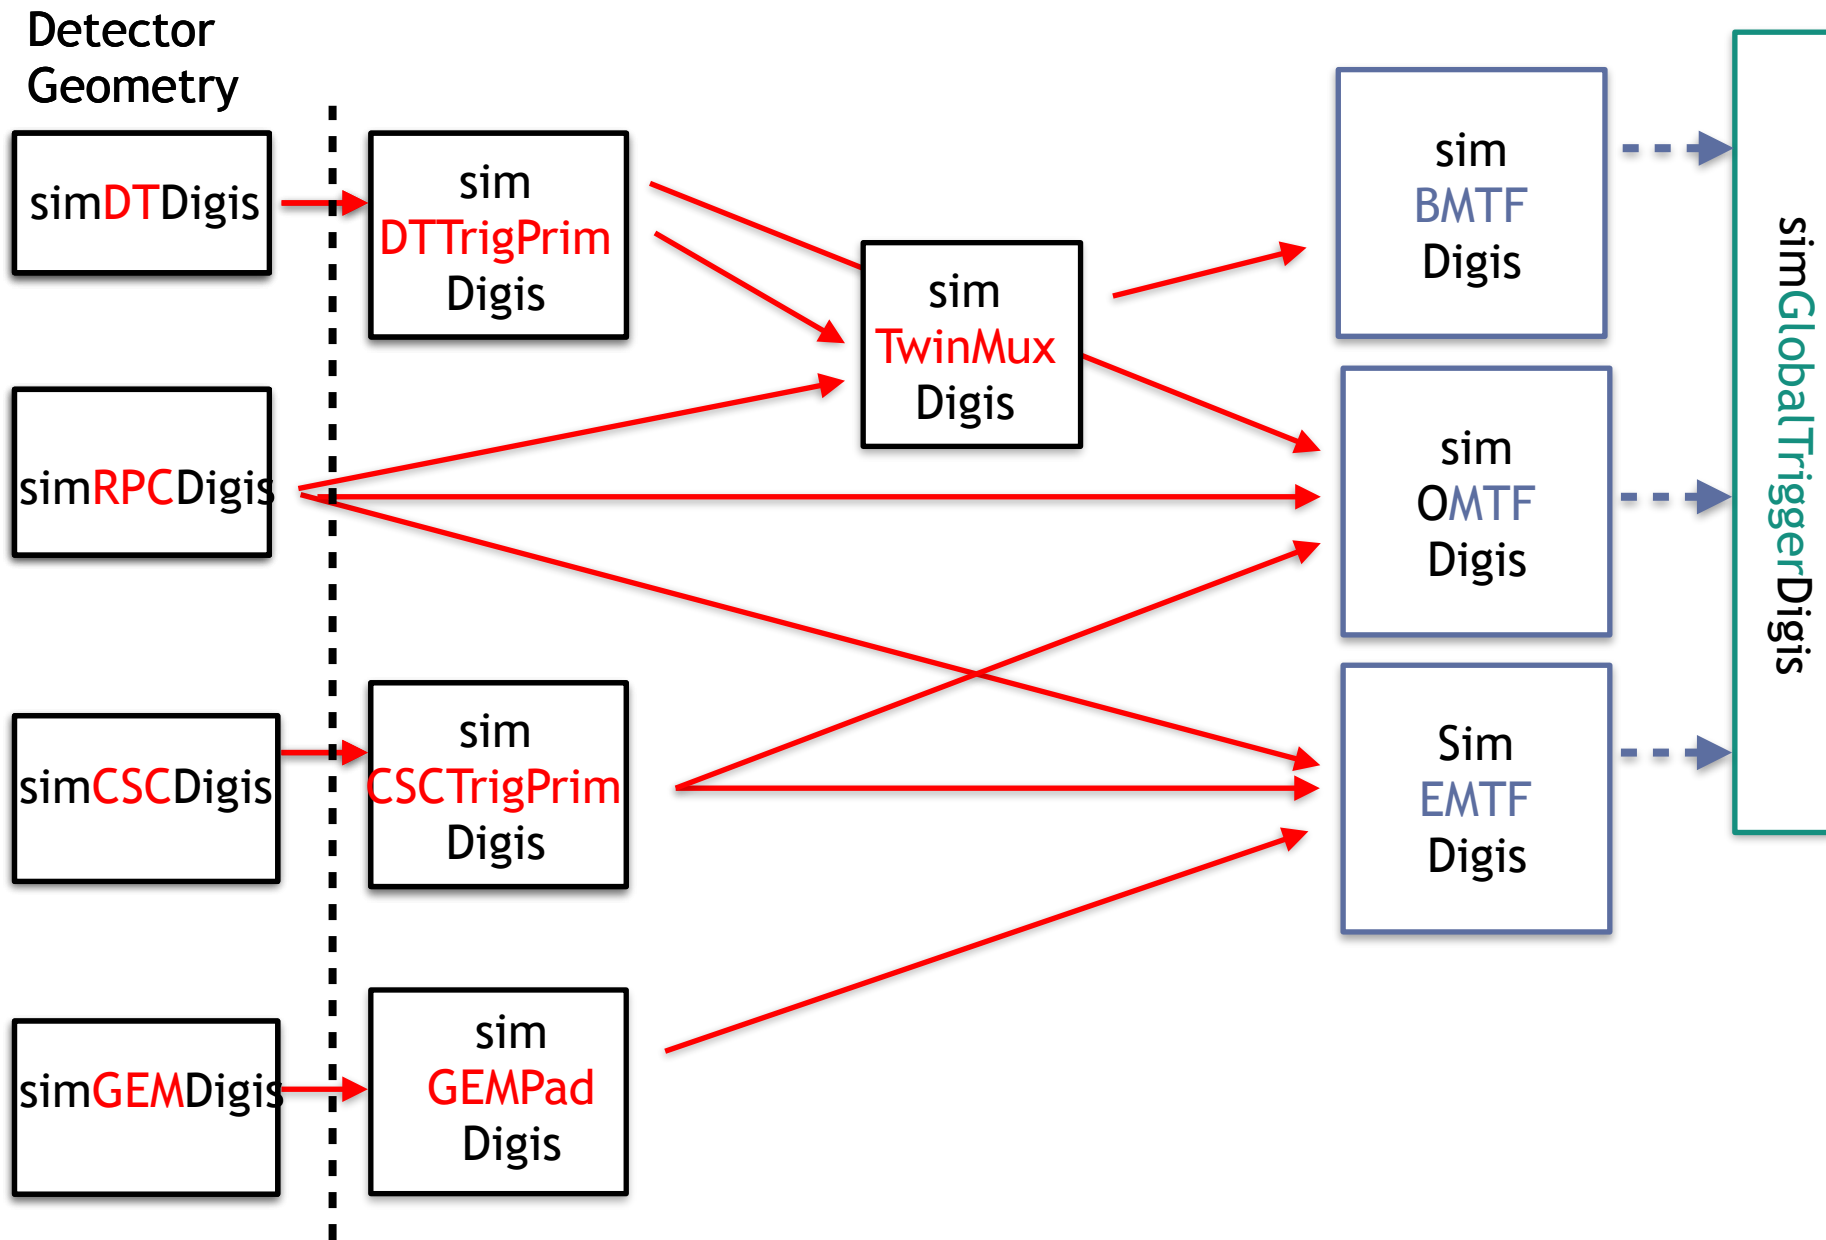 Detector
Geometry
simDTDigis
sim
DTTrigPrim
Digis
sim
TwinMux
Digis
sim
BMTF
Digis
simRPCDigis
sim
OMTF
Digis
simCSCDigis
sim
CSCTrigPrim
Digis
Sim
EMTF
Digis
simGEMDigis
sim
GEMPad
Digis
simGlobalTriggerDigis